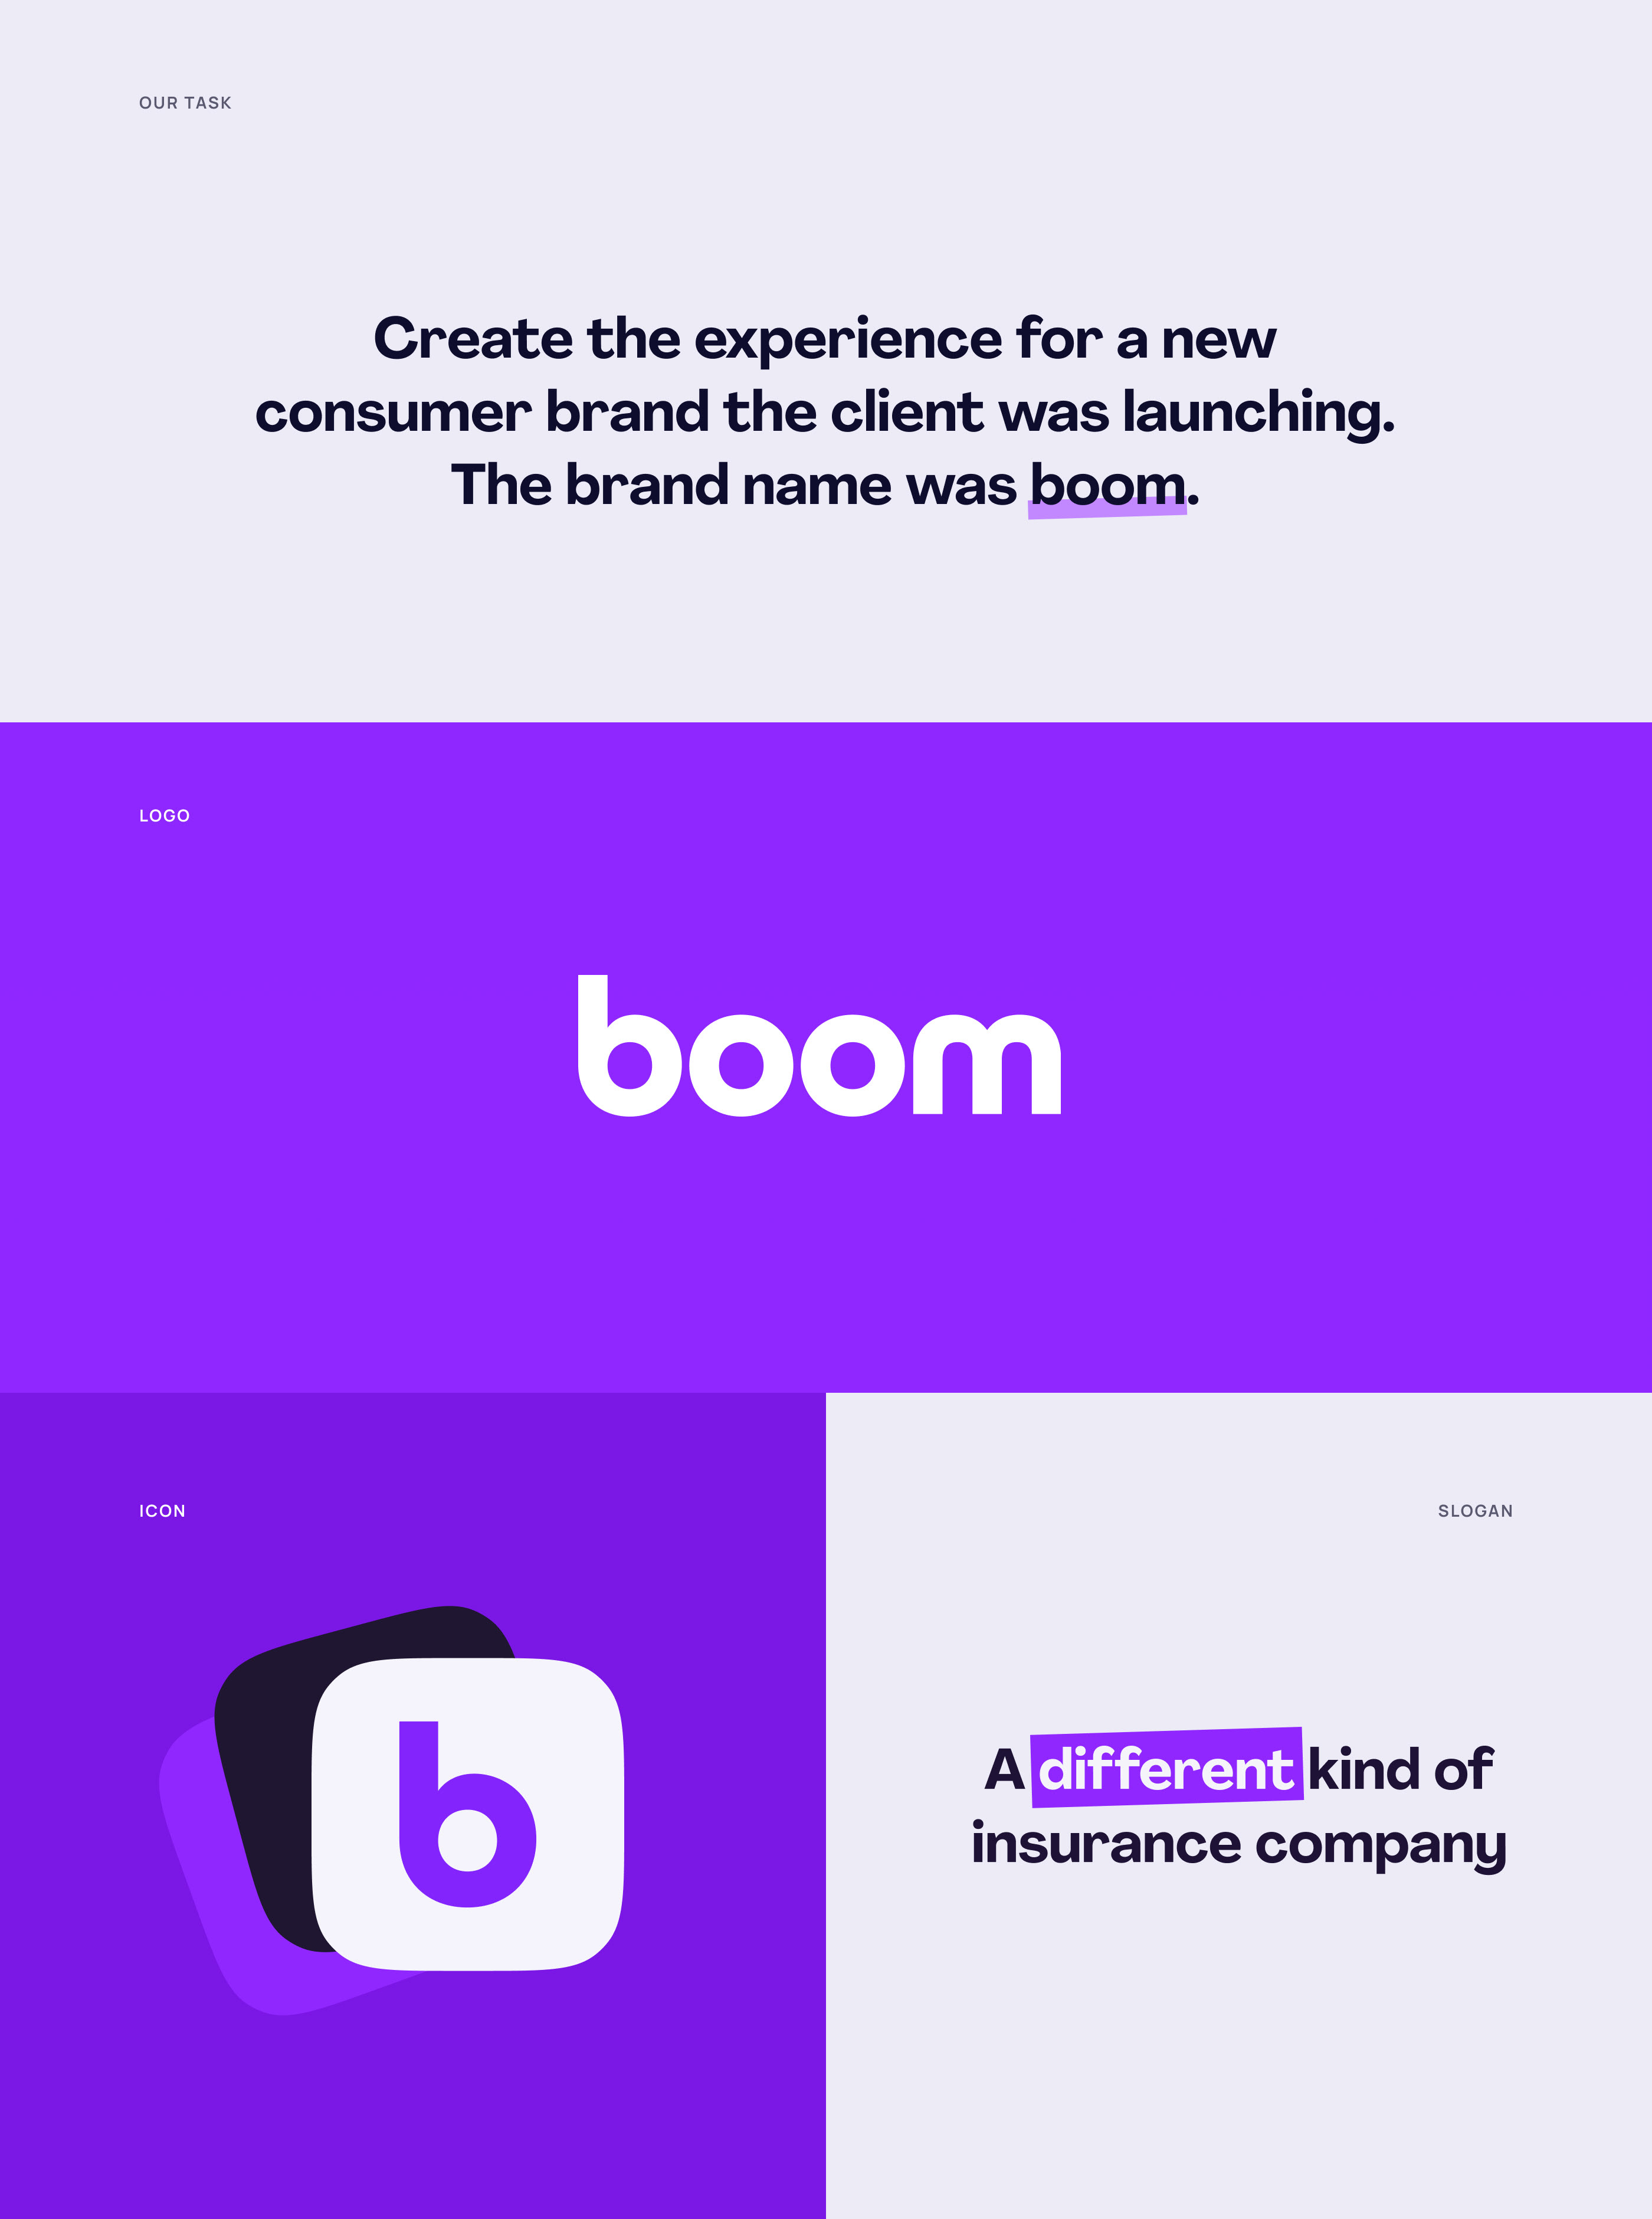 OUR TASK
Create the experience for a new
consumer brand the client was launching.
The brand name was boom.
LOGO
boom
ICON
b
SLOGAN
A different kind of
insurance company